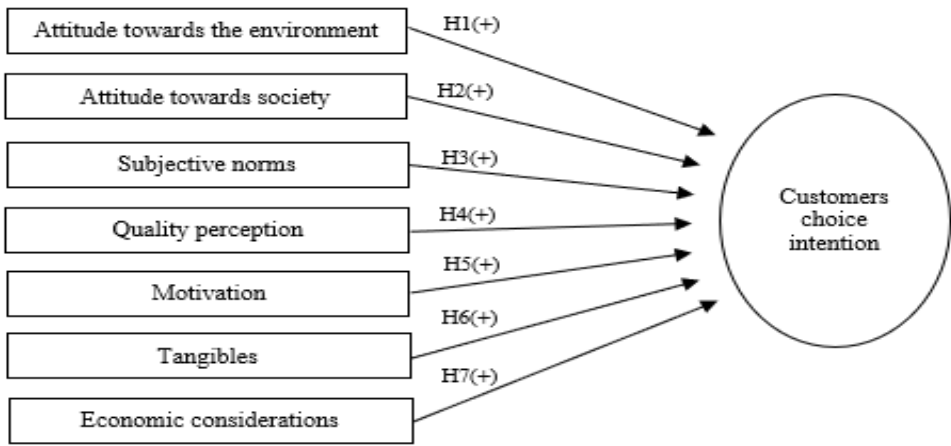 Attitude towards the environment
H1(+)
Attitude towards society
H2(+)
Subjective norms
H3(+)
Quality perception
H4(+)
Motivation
H5(+)
Tangibles
H6(+)
Economic considerations
H7(+)
Customers
choice
intention